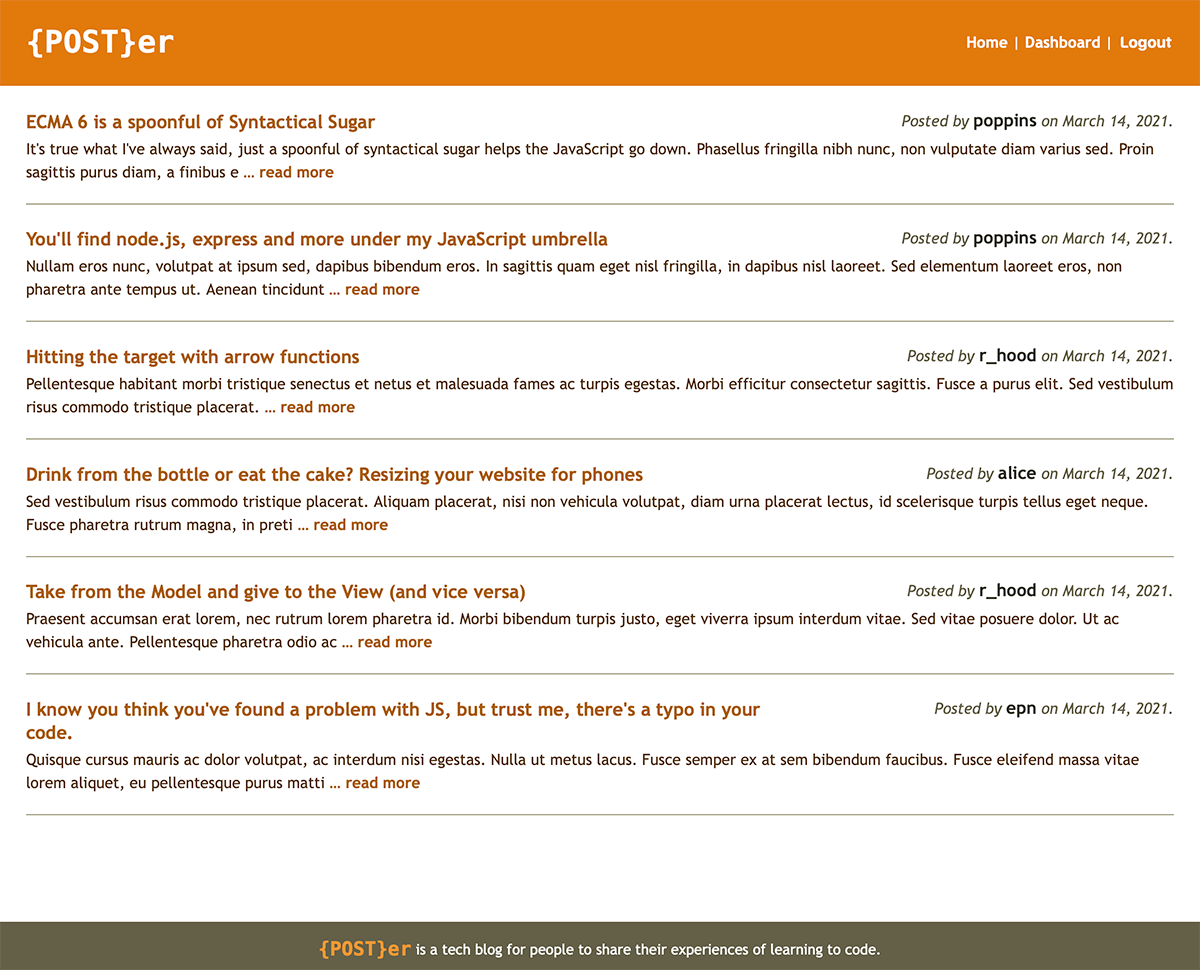 {POST}er
Home | Dashboard | Logout
ECMA 6 is a spoonful of Syntactical Sugar
Posted by poppins on March 14, 2021.
It's true what I've always said, just a spoonful of syntactical sugar helps the JavaScript go down. Phasellus fringilla nibh nunc, non vulputate diam varius sed. Proin
sagittis purus diam, a finibus e ... read more
You'll find node.js, express and more under my JavaScript umbrella
Posted by poppins on March 14, 2021.
Nullam eros nunc, volutpat at ipsum sed, dapibus bibendum eros. In sagittis quam eget nisl fringilla, in dapibus nisl laoreet. Sed elementum laoreet eros, non
pharetra ante tempus ut. Aenean tincidunt ... read more
Hitting the target with arrow functions
Posted by r_hood on March 14, 2021.
Pellentesque habitant morbi tristique senectus et netus et malesuada fames ac turpis egestas. Morbi efficitur consectetur sagittis. Fusce a purus elit. Sed vestibulum
risus commodo tristique placerat. ... read more
Drink from the bottle or eat the cake? Resizing your website for phones
Posted by alice on March 14, 2021.
Sed vestibulum risus commodo tristique placerat. Aliquam placerat, nisi non vehicula volutpat, diam urna placerat lectus, id scelerisque turpis tellus eget neque.
Fusce pharetra rutrum magna, in preti ... read more
Take from the Model and give to the View (and vice versa)
Posted by r_hood on March 14, 2021.
Praesent accumsan erat lorem, nec rutrum lorem pharetra id. Morbi bibendum turpis justo, eget viverra ipsum interdum vitae. Sed vitae posuere dolor. Ut ac
vehicula ante. Pellentesque pharetra odio ac ... read more
I know you think you've found a problem with JS, but trust me, there's a typo in your
code.
Posted by epn on March 14, 2021.
Quisque cursus mauris ac dolor volutpat, ac interdum nisi egestas. Nulla ut metus lacus. Fusce semper ex at sem bibendum faucibus. Fusce eleifend massa vitae
lorem aliquet, eu pellentesque purus matti ... read more
{POST}er is a tech blog for people to share their experiences of learning to code.